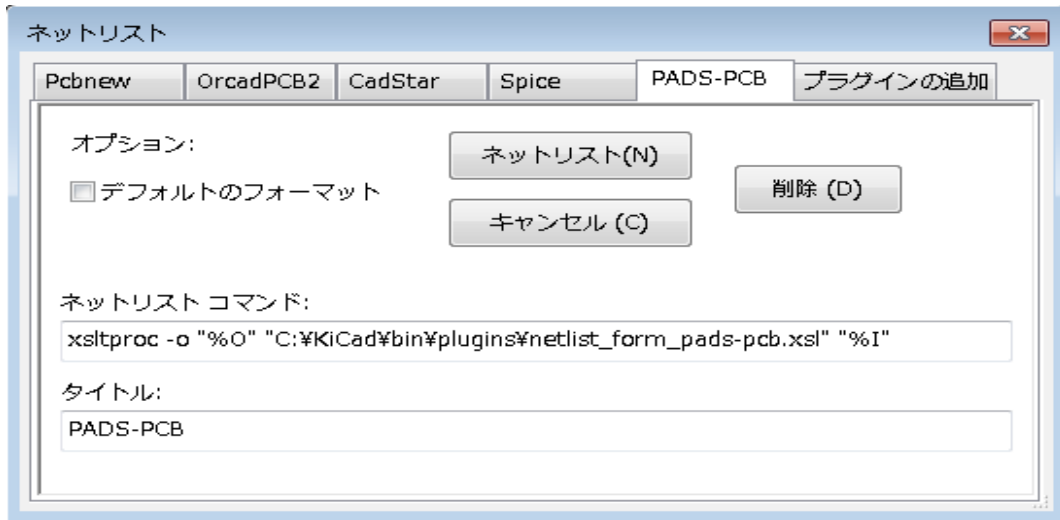 ネットリスト
Pcbnew OrcadPCB2 CadStar Spice PADS-PCB プラグインの追加
オプション:
ネットリスト(N)
デフォルトのフォーマット
削除 (D)
キャンセル (C)
ネットリスト コマンド:
xsltproc -o "%O" "C:¥KiCad¥bin¥plugins¥netlist_form_pads-pcb.xsl" "%I"
タイトル:
PADS-PCB